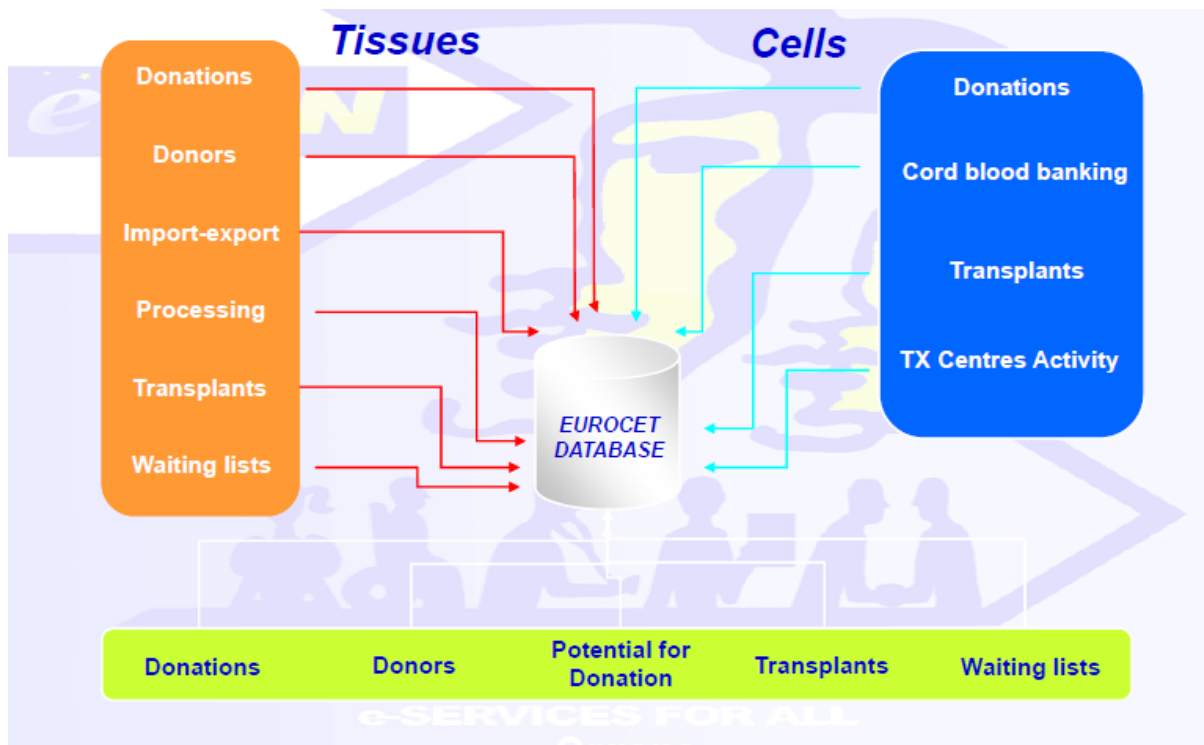 Tissues
Cells
Donations
Donors
Import-export
Processing
Transplants
Waiting lists
Donations
Cord blood banking
Transplants
TX Centres Activity
EUROCET
DATABASE
Donations
Donors
Potential for
Donation
Transplants
Waiting lists
e-SERVICES FOR ALL